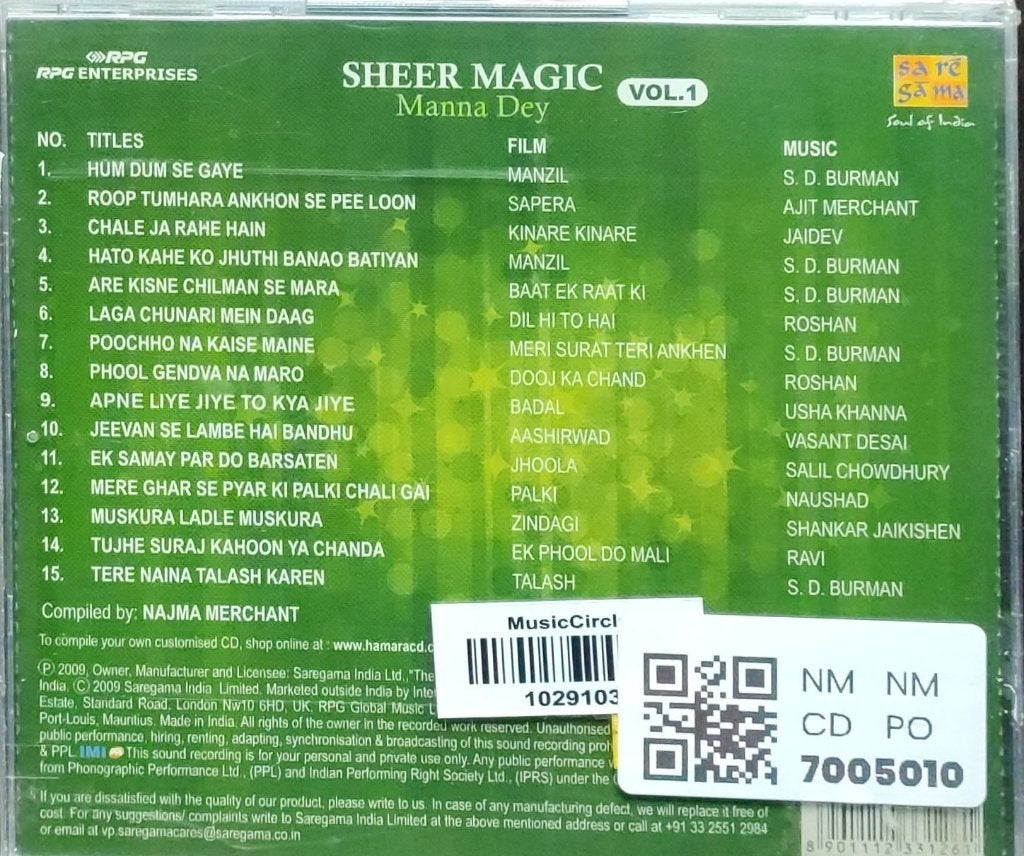 RPG
RPG ENTERPRISES
SHEER MAGIC
Manna Dey
VOL.1
sa rē
gā ma
Soul of India
NO. TITLES FILM MUSIC
1. HUM DUM SE GAYE MANZIL S. D. BURMAN
2. ROOP TUMHARA ANKHON SE PEE LOON SAPERA AJIT MERCHANT
3. CHALE JA RAHE HAIN KINARE KINARE JAIDEV
4. HATO KAHE KO JHUTHI BANAO BATIYAN MANZIL S. D. BURMAN
5. ARE KISNE CHILMAN SE MARA BAAT EK RAAT KI S. D. BURMAN
6. LAGA CHUNARI MEIN DAAG DIL HI TO HAI ROSHAN
7. POOCHHO NA KAISE MAINE MERI SURAT TERI ANKHEN S. D. BURMAN
8. PHOOL GENDVA NA MARO DOOJ KA CHAND ROSHAN
9. APNE LIYE JIYE TO KYA JIYE BADAL USHA KHANNA
10. JEEVAN SE LAMBE HAI BANDHU AASHIRWAD VASANT DESAI
11. EK SAMAY PAR DO BARSATEN JHOOLA SALIL CHOWDHURY
12. MERE GHAR SE PYAR KI PALKI CHALI GAI PALKI NAUSHAD
13. MUSKURA LADLE MUSKURA ZINDAGI SHANKAR JAIKISHEN
14. TUJHE SURAJ KAHOON YA CHANDA EK PHOOL DO MALI RAVI
15. TERE NAINA TALASH KAREN TALASH S. D. BURMAN
Compiled by: NAJMA MERCHANT
To compile your own customised CD, shop online at : www.hamaracd.c
Ⓟ 2009, Owner, Manufacturer and Licensee: Saregama India Ltd., "The
India, © 2009 Saregama India Limited. Marketed outside India by Inte
Estate, Standard Road, London Nw10 6HD, UK. RPG Global Music L
Port-Louis, Mauritius. Made in India. All rights of the owner in the recorded work reserved. Unauthorised
public performance, hiring, renting, adapting, synchronisation & broadcasting of this sound recording proh
& PPL IMI This sound recording is for personal and private use only. Any public performance
from Phonographic Performance Ltd., (PPL) and Indian Performing Right Society Ltd., (IPRS) under the
If you are dissatisfied with the quality of our product, please write to us. In case of any manufacturing defect, we will replace it free of
cost. For any suggestions/ complaints write to Saregama India Limited at the above mentioned address or call at +91 33 2551 2984
or email at vp.saregamacares@saregama.co.in
MusicCircl
1029103
NM NM
CD PO
7005010
8 901112 331261